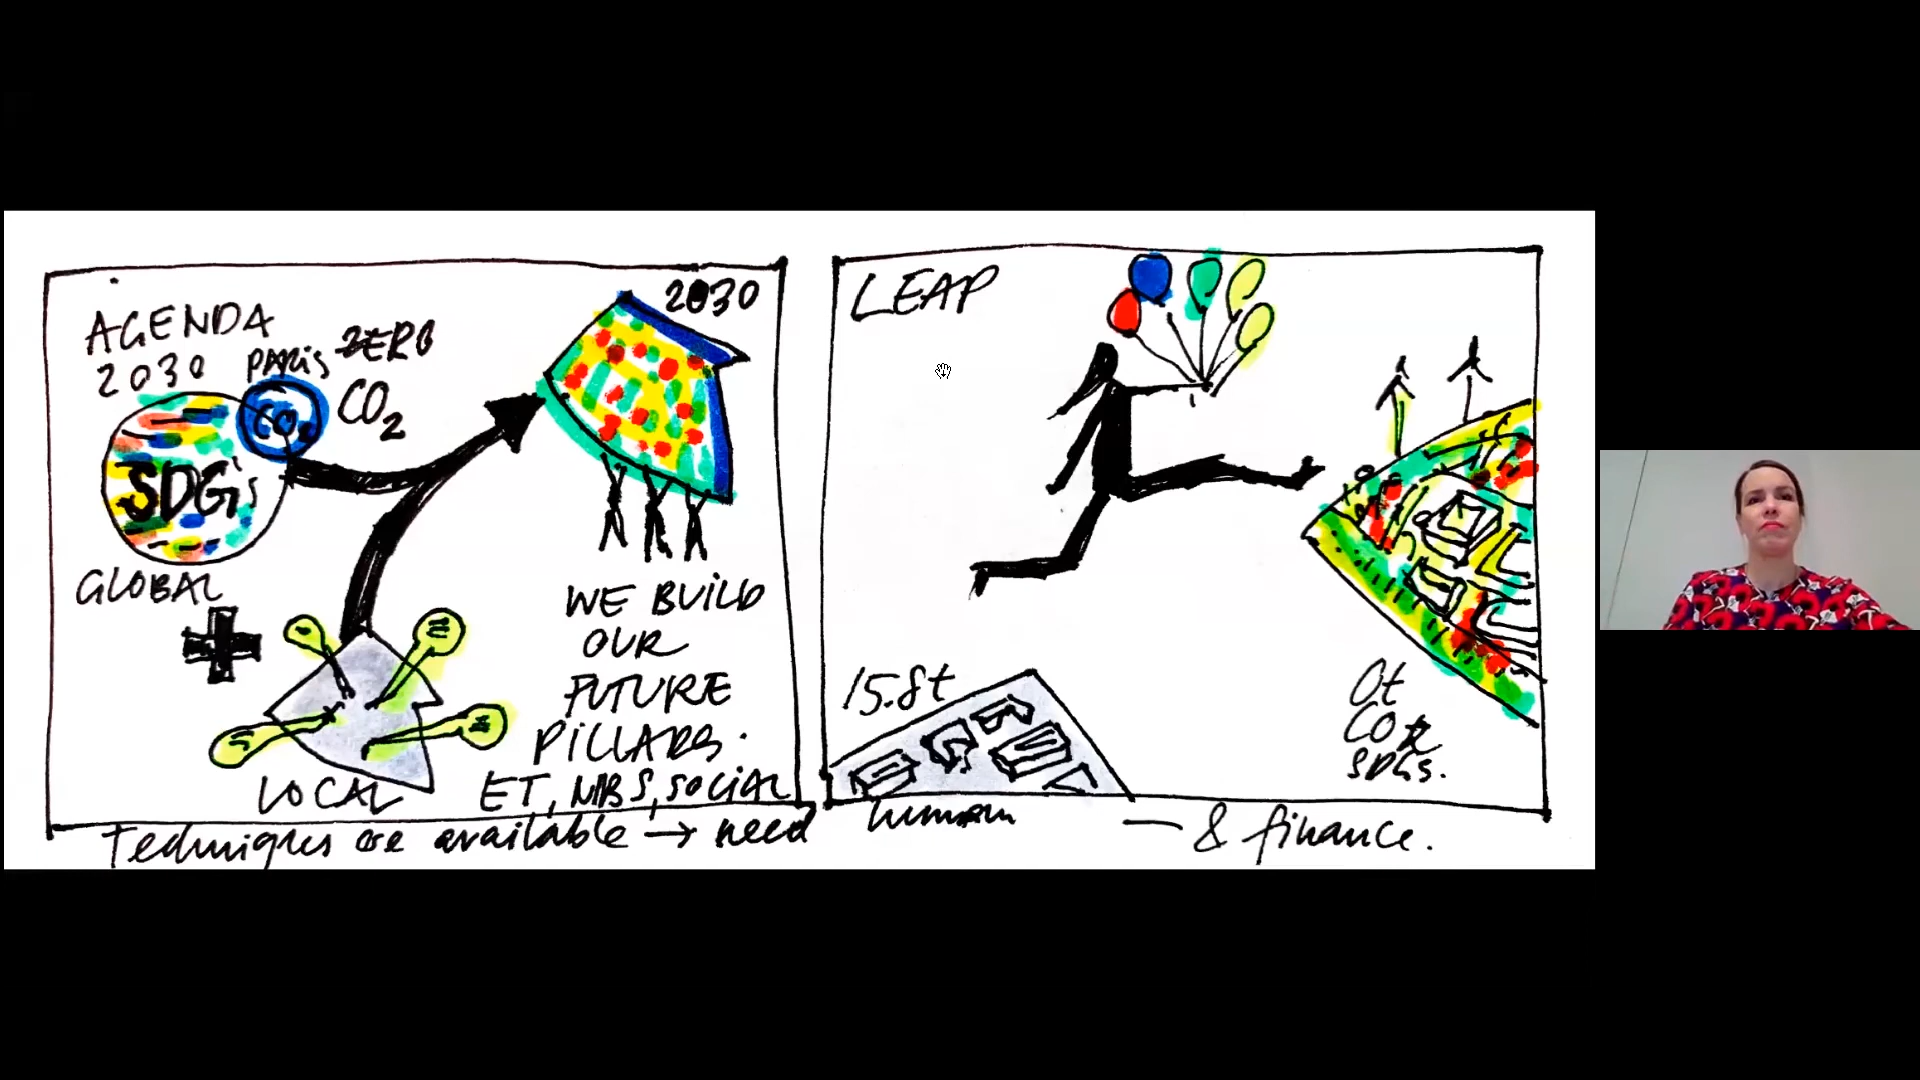 AGENDA
2030
PARIS
ZERO
CO2
CO2
SDG's
GLOBAL
LOCAL
2030
WE BUILD
OUR
FUTURE
PILLARS.
ET, NBS, SOCIAL
LEAP
15.8t
0t
CO2
SDGs.
Techniques are available → need human — & finance.